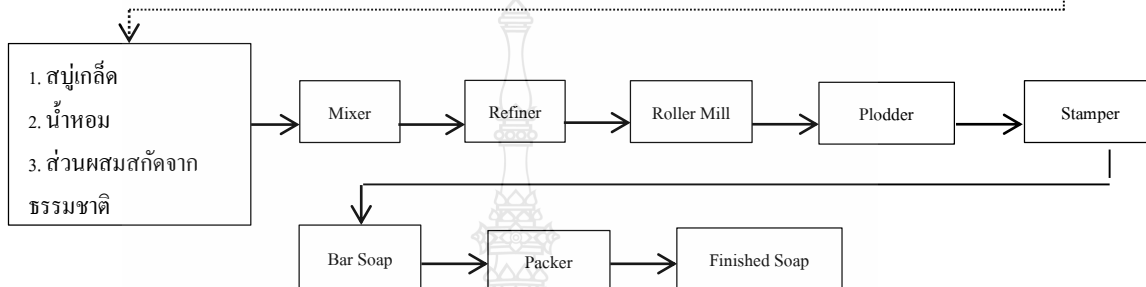 1. สบู่เกล็ด
2. น้ำหอม
3. ส่วนผสมสกัดจาก
ธรรมชาติ
Mixer
Refiner
Roller Mill
Plodder
Stamper
Bar Soap
Packer
Finished Soap